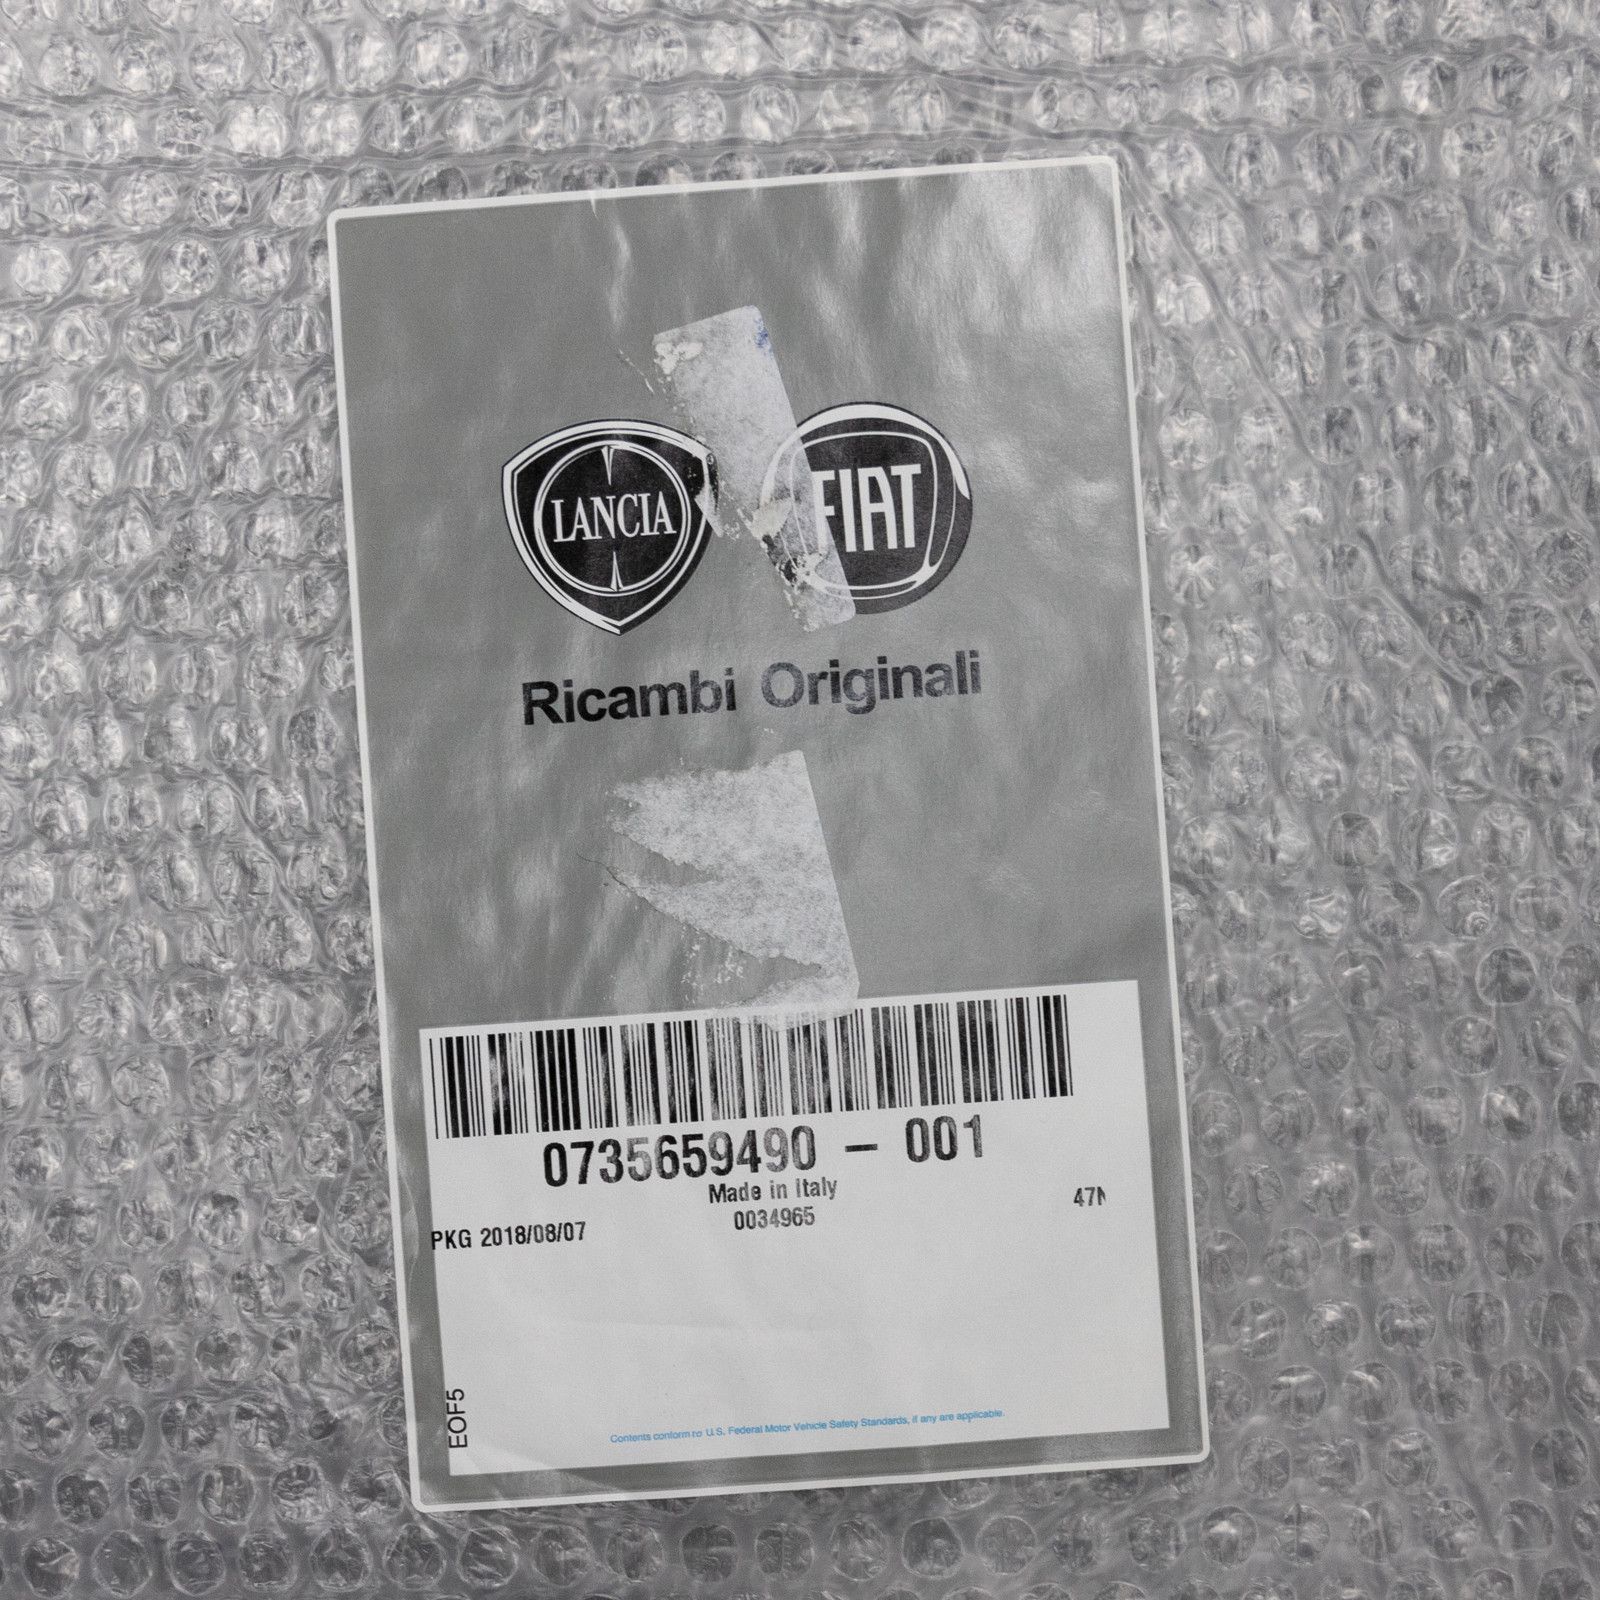 LANCIA
FIAT
Ricambi Originali
0735659490 - 001
Made in Italy
0034965
47N
PKG 2018/08/07
EOF5
Contents conform to U.S. Federal Motor Vehicle Safety Standards, if any are applicable.